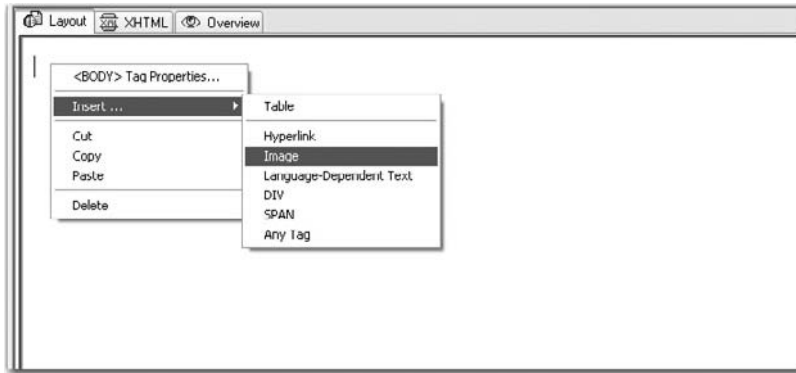 Layout XHTML Overview
<BODY> Tag Properties...
Insert ...
Cut
Copy
Paste
Delete
Table
Hyperlink
Image
Language-Dependent Text
DIV
SPAN
Any Tag